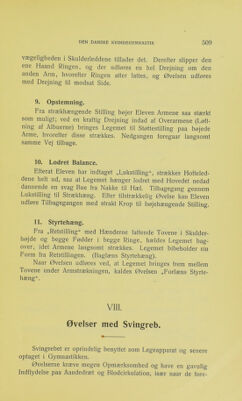 DEN DANSKE KVINDEGYMNASTIK 509
vægeligheden i Skulderleddene tillader det. Derefter slipper den
ene Haand Ringen, og der udføres en hel Drejning om den
anden Arm, hvorefter Ringen atter fattes, og Øvelsen udføres
med Drejning til modsat Side.
9. Opstemning.
Fra strækhængende Stilling bøjer Eleven Armene saa stærkt
som muligt; ved en kraftig Drejning indad af Overarmene (Løft-
ning af Albuerne) bringes Legemet til Støttestilling paa bøjede
Arme, hvorefter disse strækkes. Nedgangen foregaar langsomt
samme Vej tilbage.
10. Lodret Balance.
Efterat Eleven har indtaget „Lukstilling“, strækker Hofteled-
dene helt ud, saa at Legemet hænger lodret med Hovedet nedad
dannende en svag Bue fra Nakke til Hæl. Tilbagegang gennem
Lukstilling til Strækhæng. Efter tilstrækkelig Øvelse kan Eleven
udføre Tilbagegangen med strakt Krop til højthængende Stilling.
11. Styrtehæng.
Fra „Retstilling“ med Hænderne fattende Tovene i Skulder-
højde og begge Fødder i begge Ringe, hældes Legemet bag-
over, idet Armene langsomt strækkes. Legemet bibeholder sin
Form fra Retstillingen. (Baglæns Styrtehæng).
Naar Øvelsen udføres ved, at Legemet bringes frem mellem
Tovene under Armstrækningen, kaldes Øvelsen „Forlæns Styrte-
hæng“.
VIII.
Øvelser med Svingreb.
Svingrebet er oprindelig benyttet som Legeapparat og senere
optaget i Gymnastikken.
Øvelserne kræve megen Opmærksomhed og have en gavnlig
Indflydelse paa Aandedræt og Blodcirkulation, især naar de fore-